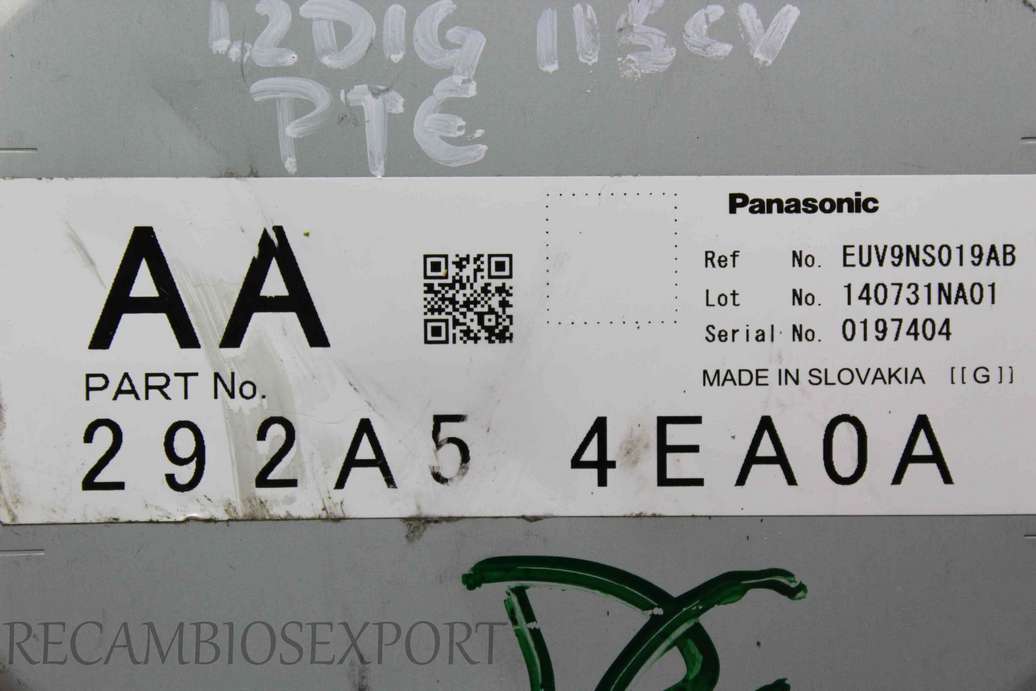 1.2DIG 115CV
PTE
AA
Panasonic
Ref No. EUV9NS019AB
Lot No. 140731NA01
Serial No. 0197404
MADE IN SLOVAKIA [[G]]
PART No.
292A5 4EA0A
RECAMBIOSEXPORT